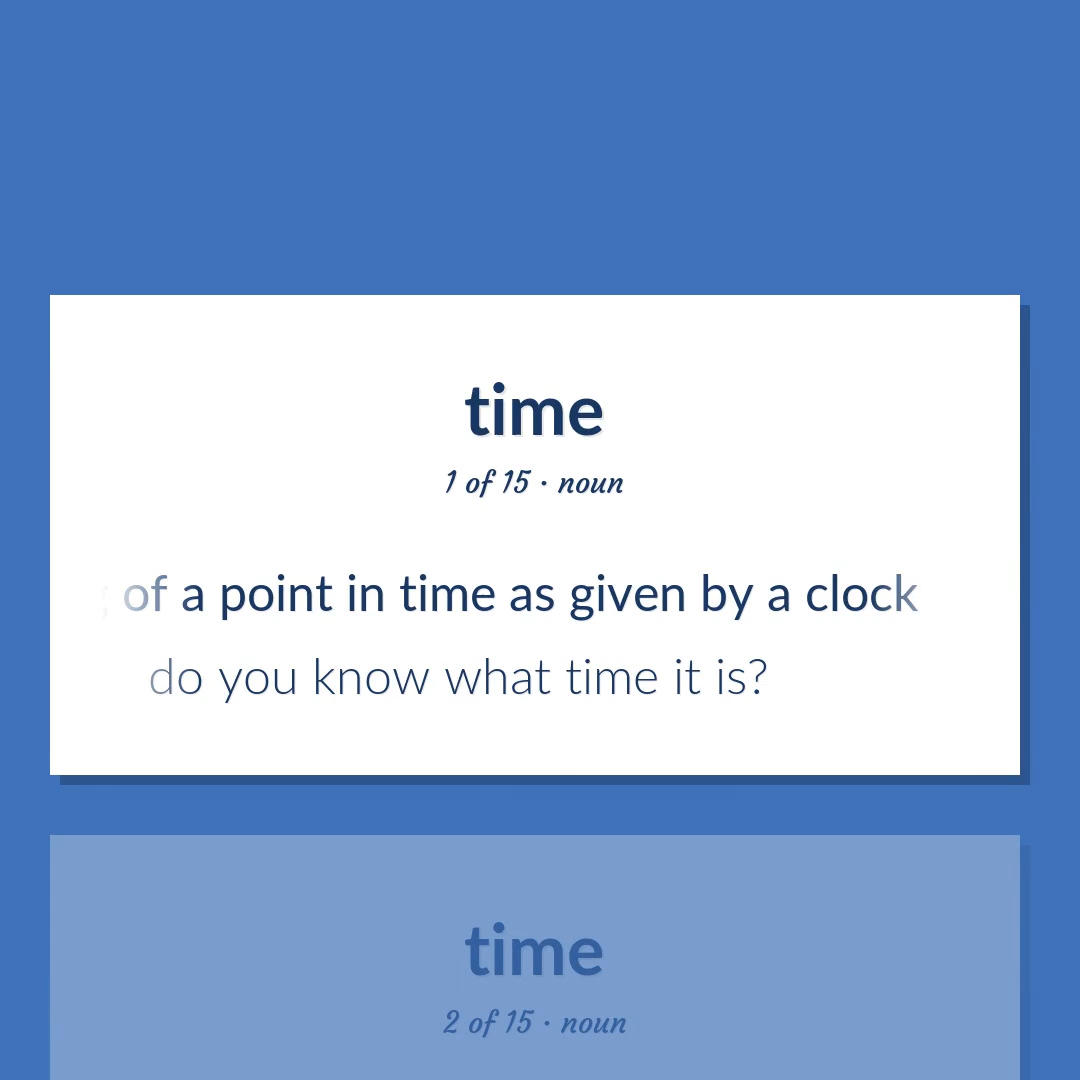 time
1 of 15 · noun
of a point in time as given by a clock
do you know what time it is?
time
2 of 15 · noun